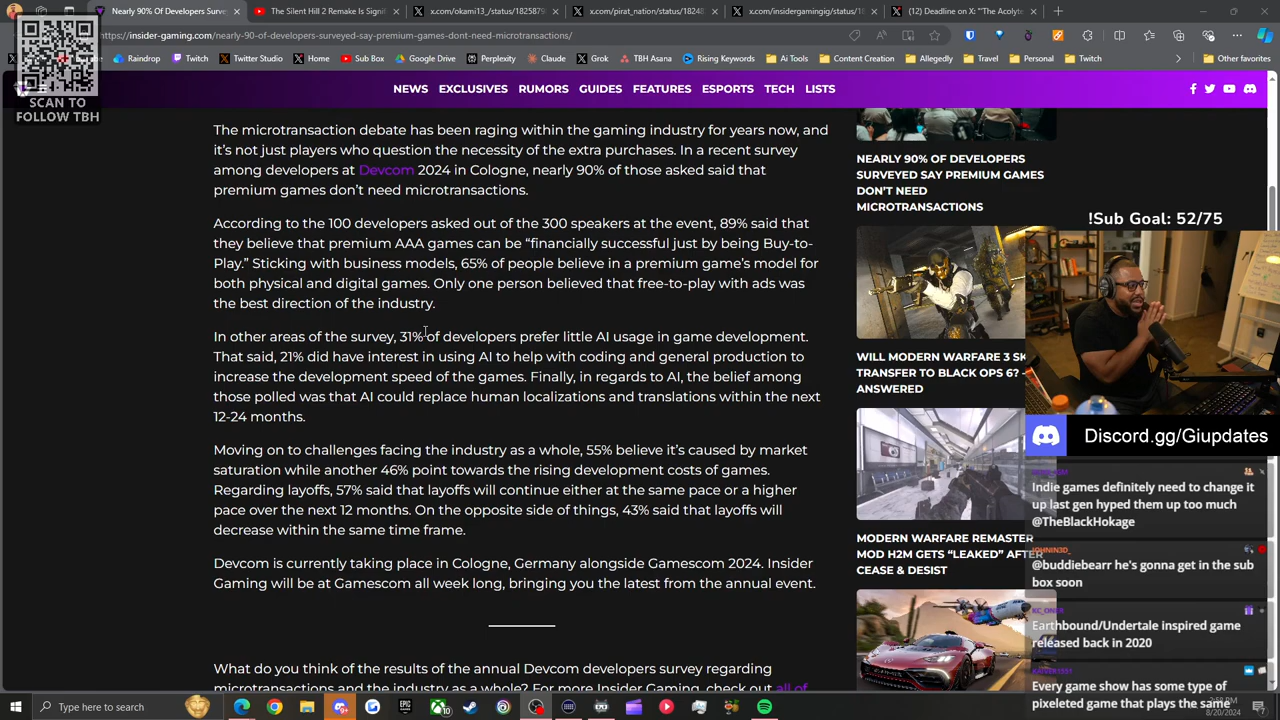 Nearly 90% of Developers Surve
The Silent Hill 2 Remake Is Signif
x.com/okami13_/status/1825879
x.com/pirat_nation/status/18248
x.com/insidergamingig/status/18
(12) Deadline on X: "'The Acolyte
https://insider-gaming.com/nearly-90-of-developers-surveyed-say-premium-games-dont-need-microtransactions/
Raindrop
Twitch
Twitter Studio
Home
Sub Box
Google Drive
Perplexity
Claude
Grok
TBH Asana
Rising Keywords
Ai Tools
Content Creation
Allegedly
Travel
Personal
Twitch
Other favorites
SCAN TO
FOLLOW TBH
NEWS EXCLUSIVES RUMORS GUIDES FEATURES ESPORTS TECH LISTS
The microtransaction debate has been raging within the gaming industry for years now, and
it's not just players who question the necessity of the extra purchases. In a recent survey
among developers at Devcom 2024 in Cologne, nearly 90% of those asked said that
premium games don't need microtransactions.
According to the 100 developers asked out of the 300 speakers at the event, 89% said that
they believe that premium AAA games can be "financially successful just by being Buy-to-
Play." Sticking with business models, 65% of people believe in a premium game's model for
both physical and digital games. Only one person believed that free-to-play with ads was
the best direction of the industry.
In other areas of the survey, 31% of developers prefer little AI usage in game development.
That said, 21% did have interest in using AI to help with coding and general production to
increase the development speed of the games. Finally, in regards to AI, the belief among
those polled was that AI could replace human localizations and translations within the next
12-24 months.
Moving on to challenges facing the industry as a whole, 55% believe it's caused by market
saturation while another 46% point towards the rising development costs of games.
Regarding layoffs, 57% said that layoffs will continue either at the same pace or a higher
pace over the next 12 months. On the opposite side of things, 43% said that layoffs will
decrease within the same time frame.
Devcom is currently taking place in Cologne, Germany alongside Gamescom 2024. Insider
Gaming will be at Gamescom all week long, bringing you the latest from the annual event.
What do you think of the results of the annual Devcom developers survey regarding
microtransactions and the industry as a whole? For more Insider Gaming, check out all of
NEARLY 90% OF DEVELOPERS
SURVEYED SAY PREMIUM GAMES
DON'T NEED
MICROTRANSACTIONS
WILL MODERN WARFARE 3 SK
TRANSFER TO BLACK OPS 6? -
ANSWERED
MODERN WARFARE REMASTER
MOD H2M GETS "LEAKED" AFTER
CEASE & DESIST
!Sub Goal: 52/75
Discord.gg/Giupdates
Indie games definitely need to change it
up last gen hyped them up too much
@TheBlackHokage
JOHNIN3D_
@buddiebearr he's gonna get in the sub
box soon
Earthbound/Undertale inspired game
released back in 2020
Every game show has some type of
pixeleted game that plays the same
Type here to search
8/20/2024